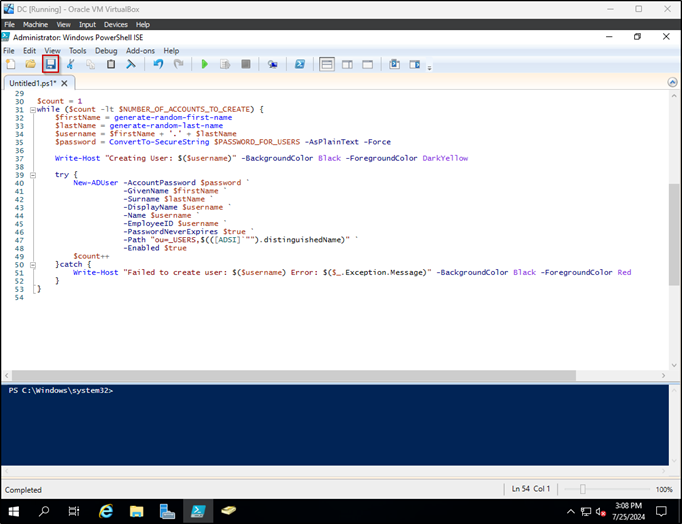 DC [Running] - Oracle VM VirtualBox
File Machine View Input Devices Help
Administrator: Windows PowerShell ISE
File Edit View Tools Debug Add-ons Help
Untitled1.ps1* X
29
30 $count = 1
31 while ($count -lt $NUMBER_OF_ACCOUNTS_TO_CREATE) {
32 $firstName = generate-random-first-name
33 $lastName = generate-random-last-name
34 $username = $firstName + '.' + $lastName
35 $password = ConvertTo-SecureString $PASSWORD_FOR_USERS -AsPlainText -Force
36
37 Write-Host "Creating User: $($username)" -BackgroundColor Black -ForegroundColor DarkYellow
38
39 try {
40 New-ADUser -AccountPassword $password `
41 -GivenName $firstName `
42 -Surname $lastName `
43 -DisplayName $username `
44 -Name $username `
45 -EmployeeID $username `
46 -PasswordNeverExpires $true `
47 -Path "ou=_USERS,$(([ADSI]`"").distinguishedName)" `
48 -Enabled $true
49 $count++
50 }catch {
51 Write-Host "Failed to create user: $($username) Error: $($_.Exception.Message)" -BackgroundColor Black -ForegroundColor Red
52 }
53 }
54
PS C:\Windows\system32>
Completed Ln 54 Col 1 100%
3:08 PM
7/25/2024